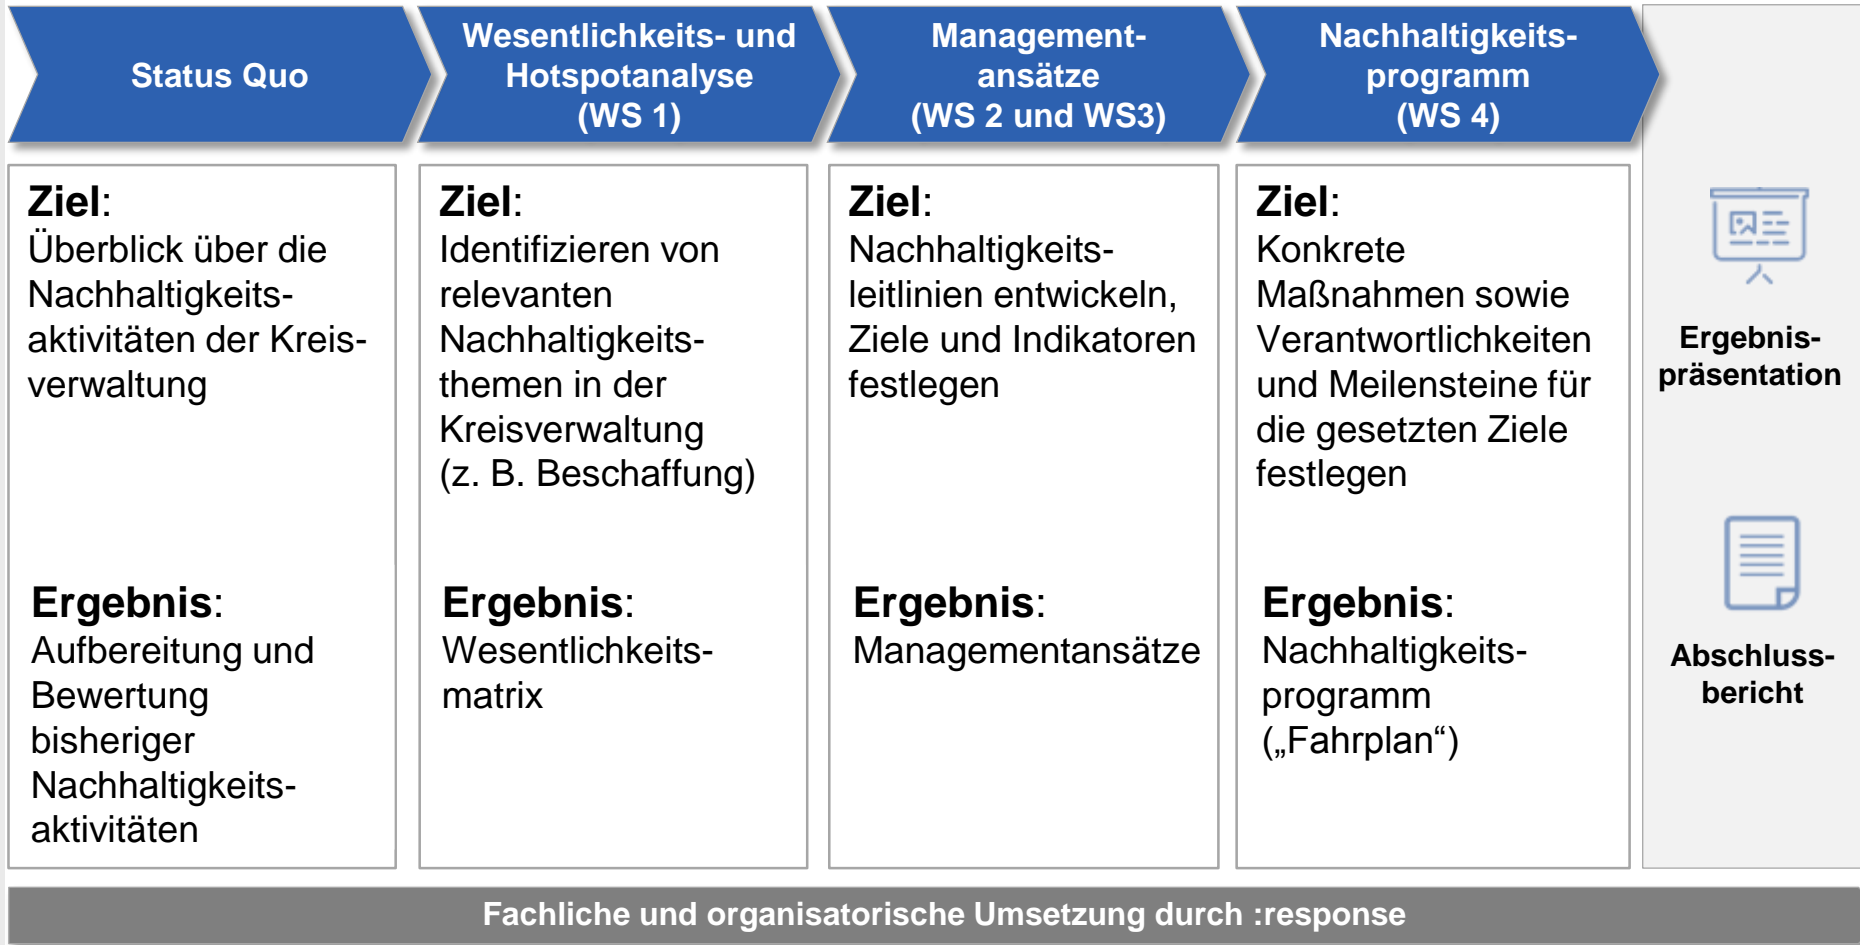 Status Quo
Wesentlichkeits- und
Hotspotanalyse
(WS 1)
Management-
ansätze
(WS 2 und WS3)
Nachhaltigkeits-
programm
(WS 4)
Ziel:
Überblick über die
Nachhaltigkeits-
aktivitäten der Kreis-
verwaltung
Ergebnis:
Aufbereitung und
Bewertung
bisheriger
Nachhaltigkeits-
aktivitäten
Ziel:
Identifizieren von
relevanten
Nachhaltigkeits-
themen in der
Kreisverwaltung
(z. B. Beschaffung)
Ergebnis:
Wesentlichkeits-
matrix
Ziel:
Nachhaltigkeits-
leitlinien entwickeln,
Ziele und Indikatoren
festlegen
Ergebnis:
Managementansätze
Ziel:
Konkrete
Maßnahmen sowie
Verantwortlichkeiten
und Meilensteine für
die gesetzten Ziele
festlegen
Ergebnis:
Nachhaltigkeits-
programm
(„Fahrplan“)
Ergebnis-
präsentation
Abschluss-
bericht
Fachliche und organisatorische Umsetzung durch :response